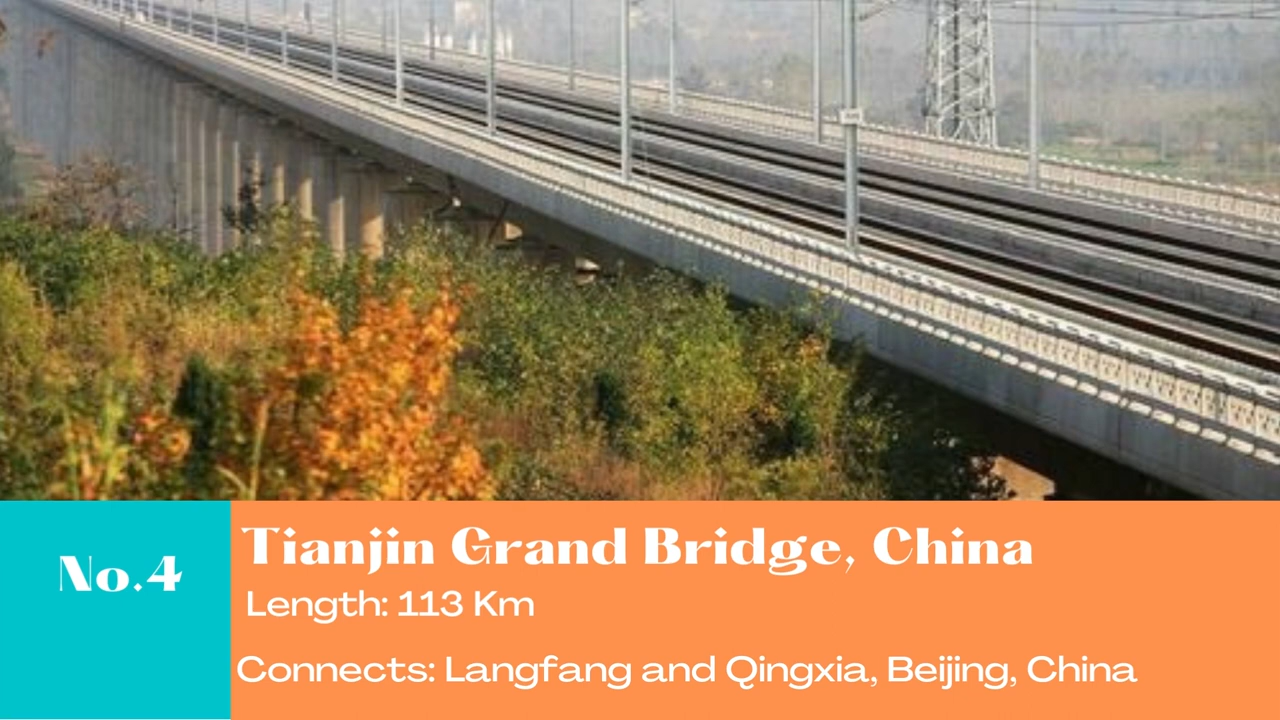 No.4
Tianjin Grand Bridge, China
Length: 113 Km
Connects: Langfang and Qingxia, Beijing, China